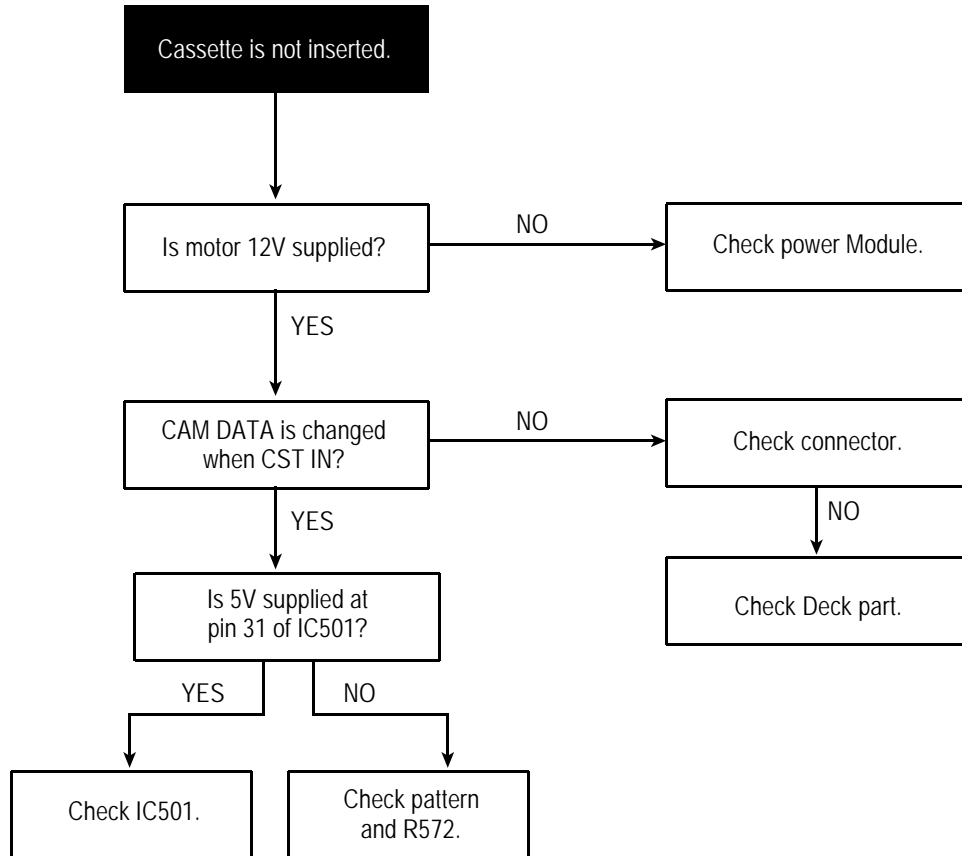 Cassette is not inserted.
Is motor 12V supplied?
NO
Check power Module.
YES
CAM DATA is changed
when CST IN?
NO
Check connector.
YES
NO
Is 5V supplied at
pin 31 of IC501?
Check Deck part.
YES
NO
Check IC501.
Check pattern
and R572.